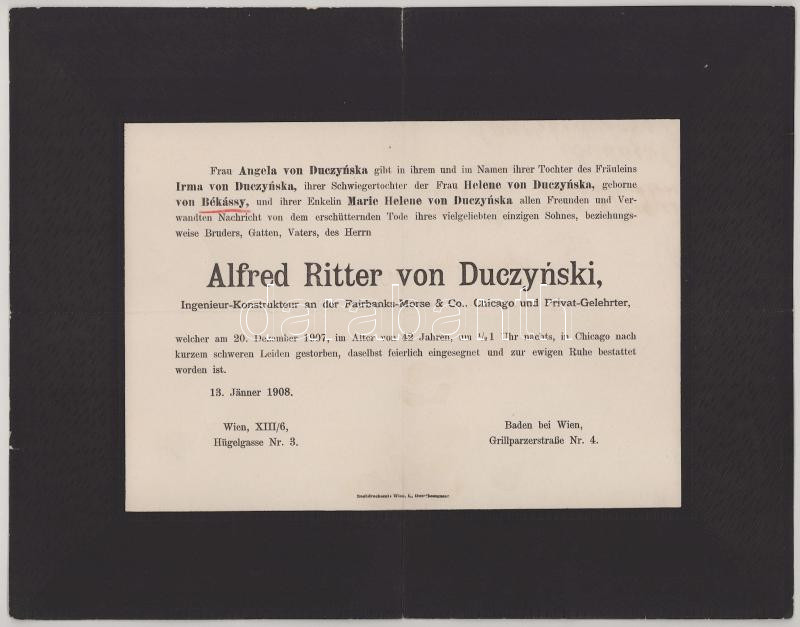 Frau Angela von Duczyńska gibt in ihrem und im Namen ihrer Tochter des Fräuleins
Irma von Duczyńska, ihrer Schwiegertochter der Frau Helene von Duczyńska, geborne
von Békássy, und ihrer Enkelin Marie Helene von Duczyńska allen Freunden und Ver-
wandten Nachricht von dem erschütternden Tode ihres vielgeliebten einzigen Sohnes, beziehungs-
weise Bruders, Gatten, Vaters, des Herrn
Alfred Ritter von Duczyński,
Ingenieur-Konstrukteur an der Fairbanks-Morse & Co., Chicago und Privat-Gelehrter,
darabanth
welcher am 20. Dezember 1907, im Alter von 42 Jahren, um ½1 Uhr nachts, in Chicago nach
kurzem schweren Leiden gestorben, daselbst feierlich eingesegnet und zur ewigen Ruhe bestattet
worden ist.
13. Jänner 1908.
Wien, XIII/6,
Hügelgasse Nr. 3.
Baden bei Wien,
Grillparzerstraße Nr. 4.
Wien, I.,